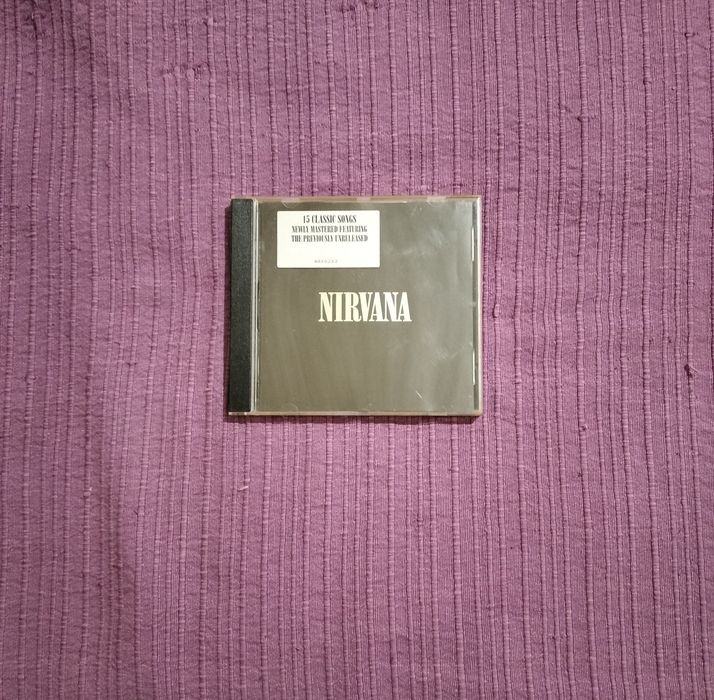 15 CLASSIC SONGS
NEWLY MASTERED FEATURING
THE PREVIOUSLY UNRELEASED
NIRVANA